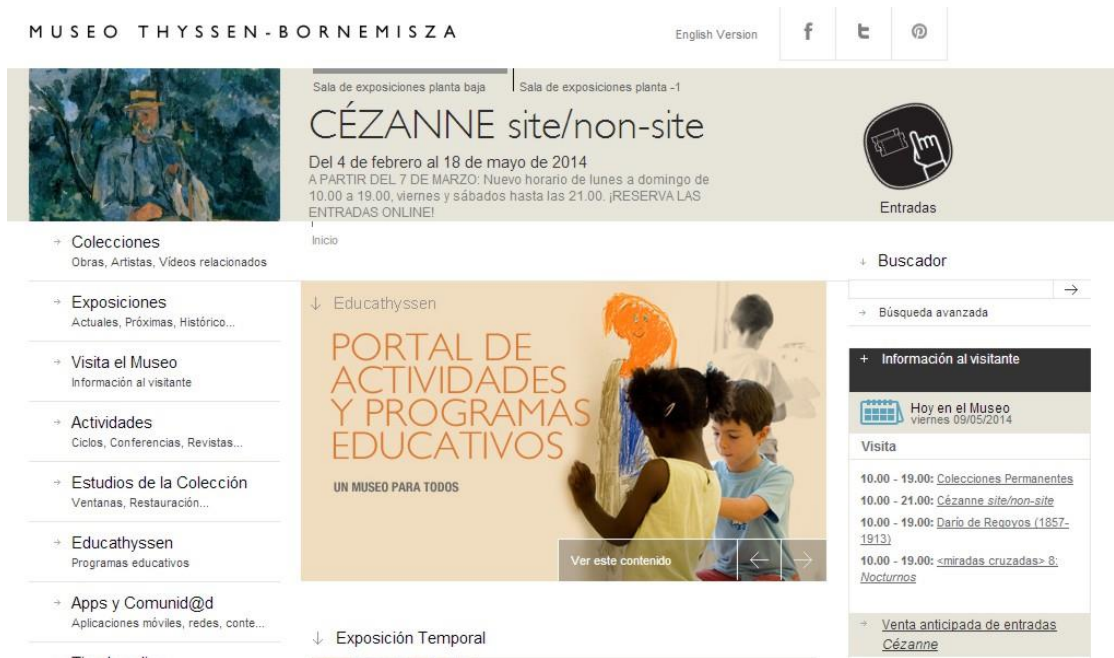 MUSEO THYSSEN-BORNEMISZA
English Version
Sala de exposiciones planta baja
Sala de exposiciones planta -1
CÉZANNE site/non-site
Del 4 de febrero al 18 de mayo de 2014
A PARTIR DEL 7 DE MARZO: Nuevo horario de lunes a domingo de
10.00 a 19.00, viernes y sábados hasta las 21.00. ¡RESERVA LAS
ENTRADAS ONLINE!
Entradas
Inicio
Colecciones
Obras, Artistas, Vídeos relacionados
Exposiciones
Actuales, Próximas, Histórico...
Visita el Museo
Información al visitante
Actividades
Ciclos, Conferencias, Revistas...
Estudios de la Colección
Ventanas, Restauración...
Educathyssen
Programas educativos
Apps y Comunid@d
Aplicaciones móviles, redes, conte...
Educathyssen
PORTAL DE
ACTIVIDADES
Y PROGRAMAS
EDUCATIVOS
UN MUSEO PARA TODOS
Ver este contenido
Exposición Temporal
Buscador
Búsqueda avanzada
Información al visitante
Hoy en el Museo
viernes 09/05/2014
Visita
10.00 - 19.00: Colecciones Permanentes
10.00 - 21.00: Cézanne site/non-site
10.00 - 19.00: Darío de Regoyos (1857-
1913)
10.00 - 19.00: <miradas cruzadas> 8:
Nocturnos
Venta anticipada de entradas
Cézanne